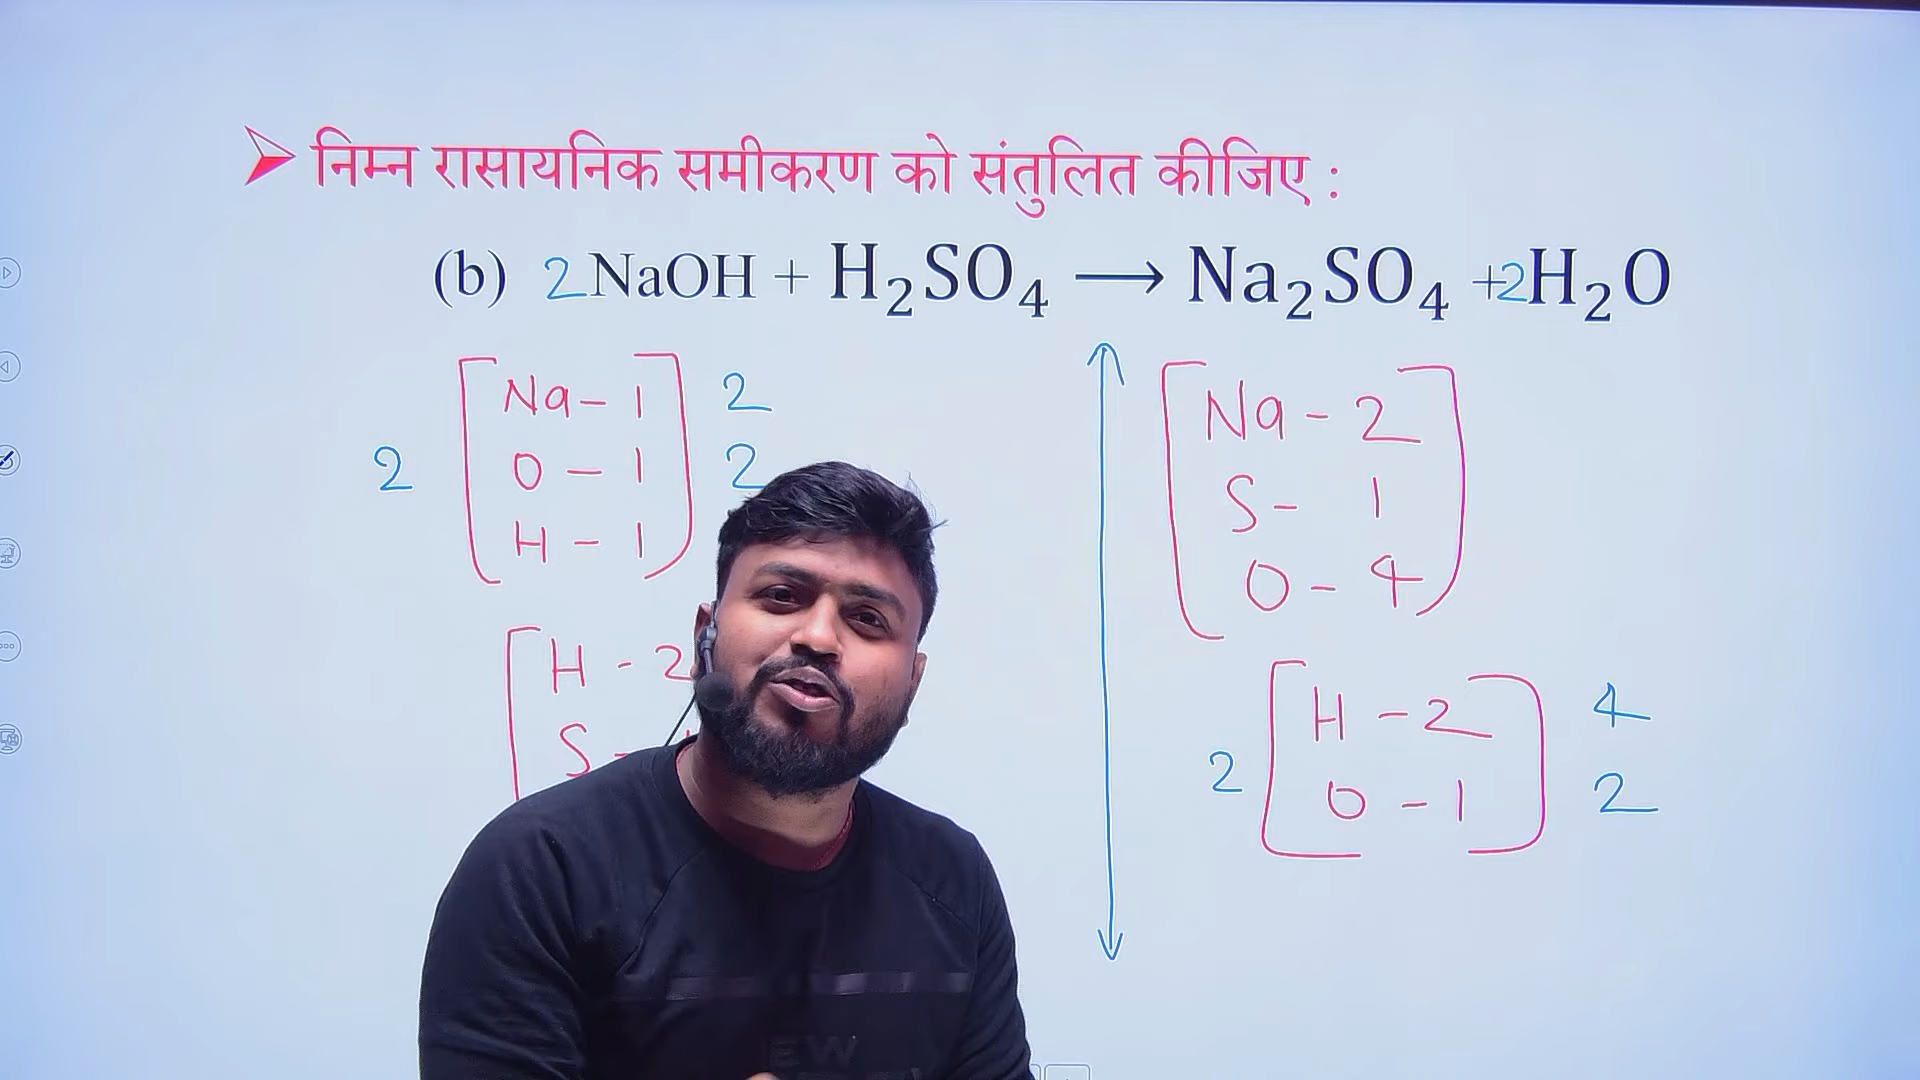 निम्न रासायनिक समीकरण को संतुलित कीजिए :
(b) 2NaOH + H₂SO₄ ⟶ Na₂SO₄ +2H₂O
Na - 1 2
2 O - 1 2
H - 1
H - 2
S -
Na - 2
S - 1
O - 4
H - 2 4
2 O - 1 2
EW